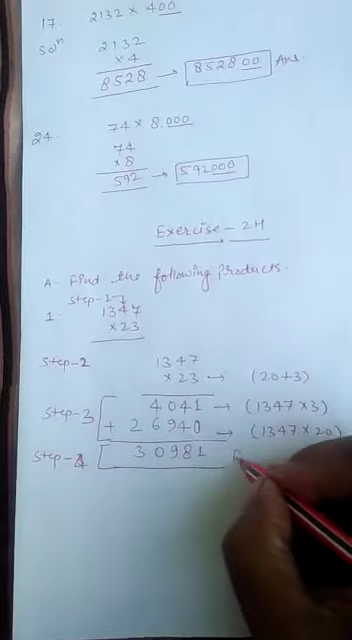 17. 2132 × 400
Solⁿ 2132
× 4
8528 → 852800 Ans.
24. 74 × 8,000
74
× 8
592 → 592000
Exercise - 2H
A. Find the following products.
Step-1
1. 1347
× 23
Step-2 1347
× 23 → (20+3)
Step-3 4041 → (1347 × 3)
+ 26940 → (1347 × 20)
Step-4 30981